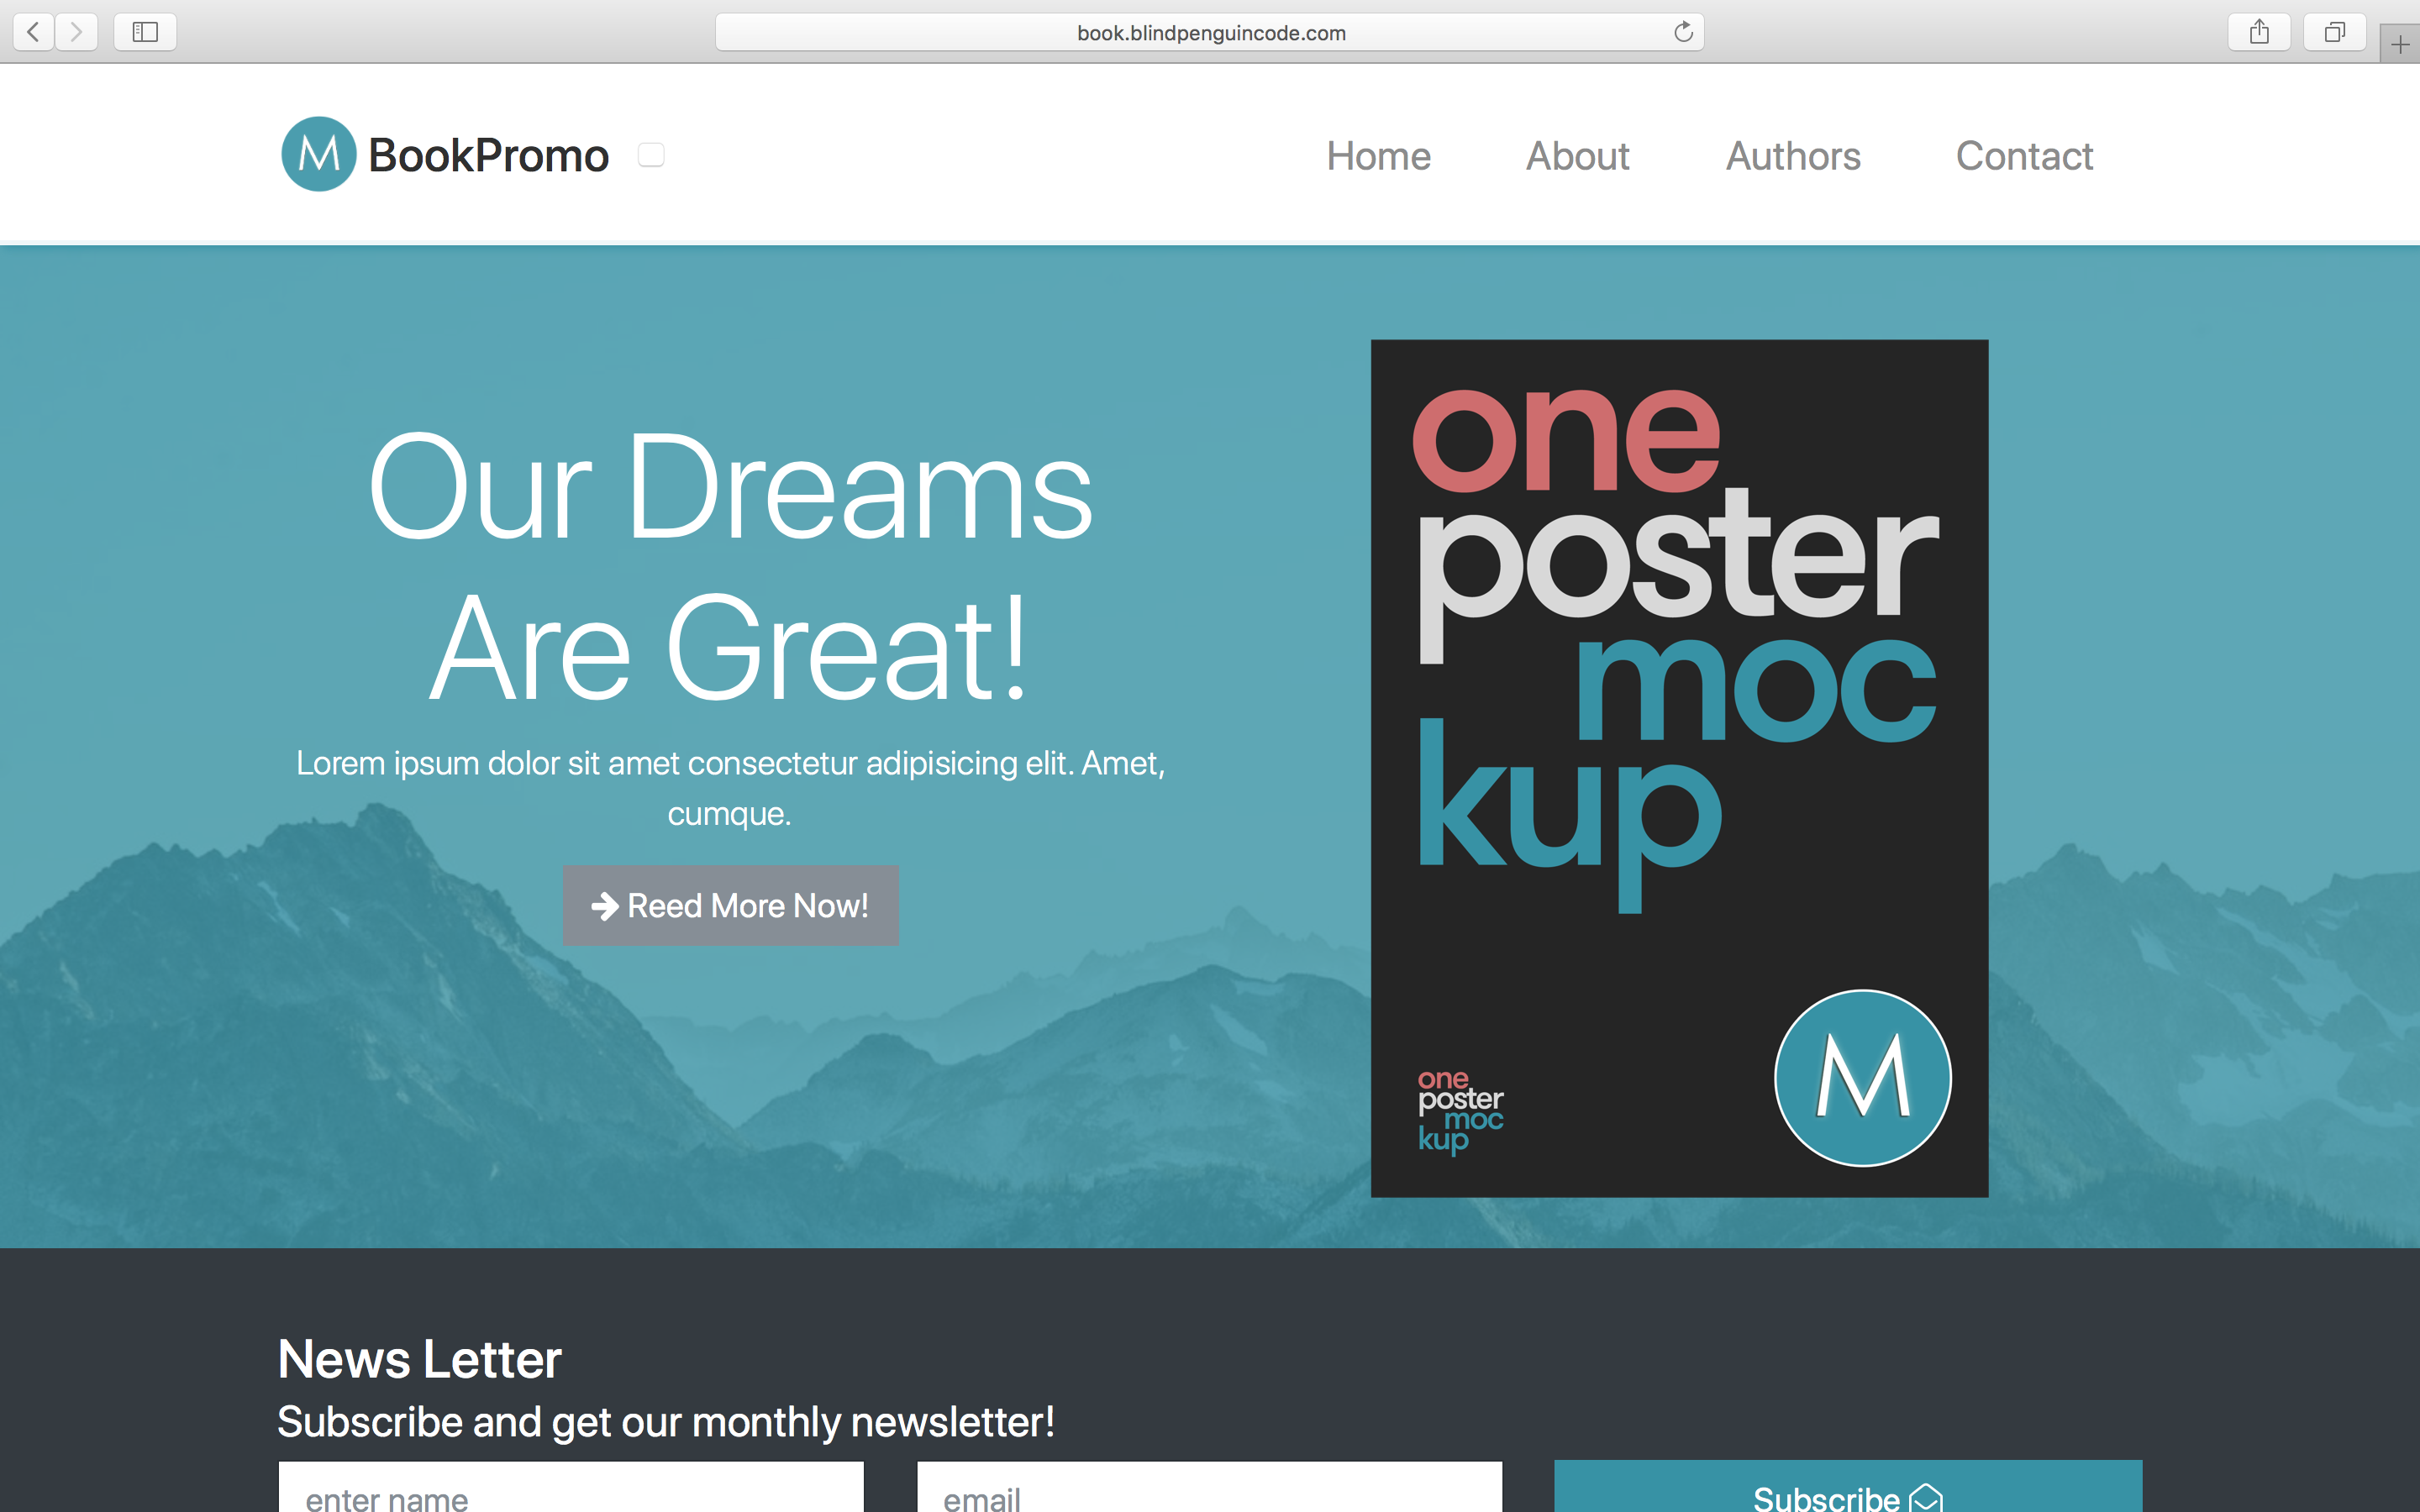 book.blindpenguincode.com
M BookPromo
Home About Authors Contact
Our Dreams
Are Great!
Lorem ipsum dolor sit amet consectetur adipisicing elit. Amet,
cumque.
Reed More Now!
one
poster
moc
kup
one
poster
moc
kup
M
News Letter
Subscribe and get our monthly newsletter!
enter name
email
Subscribe